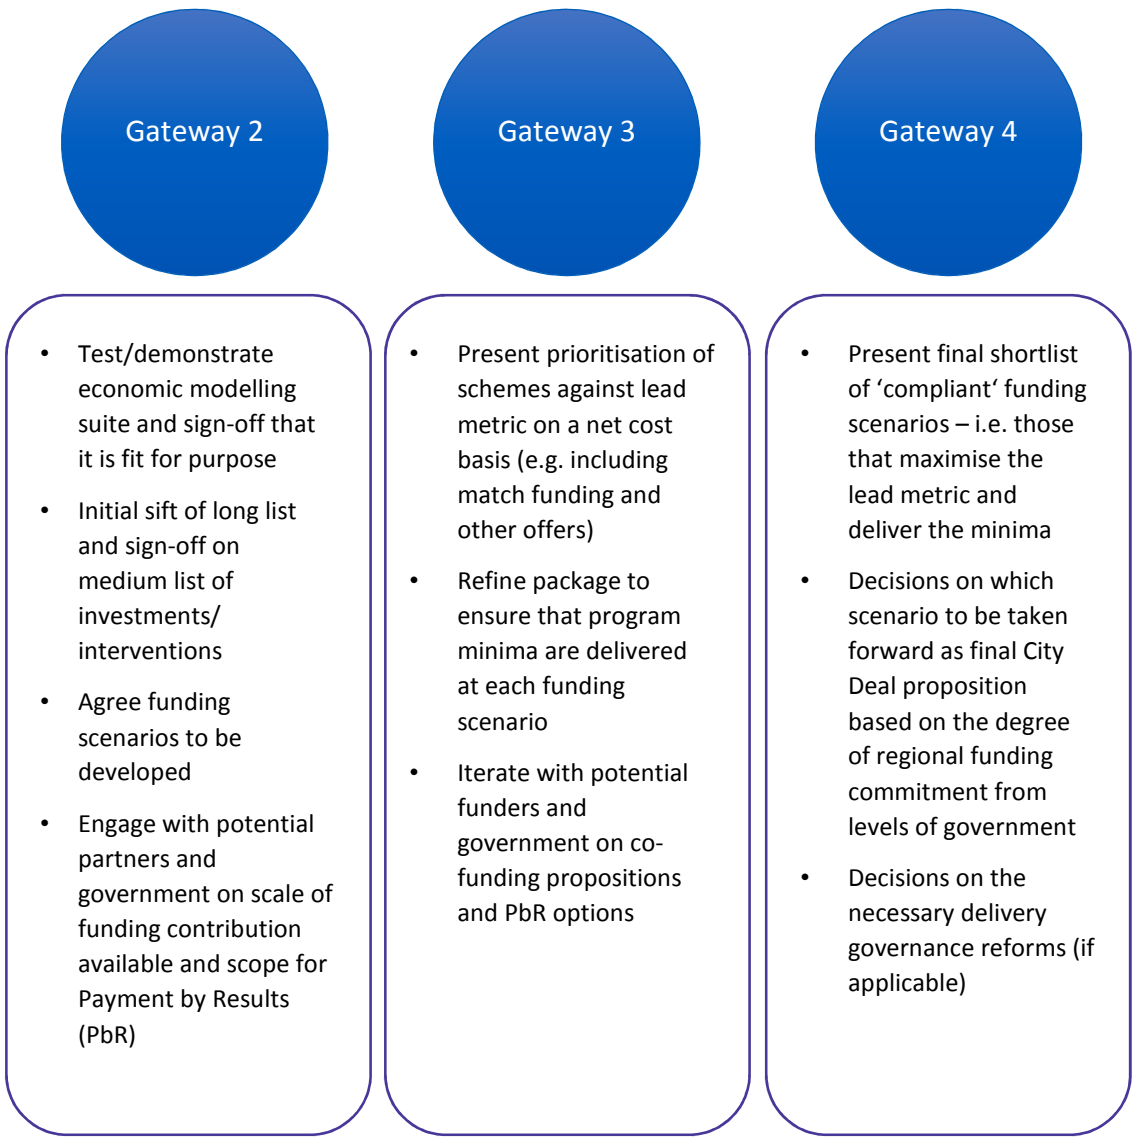 Gateway 2
• Test/demonstrate
economic modelling
suite and sign-off that
it is fit for purpose
• Initial sift of long list
and sign-off on
medium list of
investments/
interventions
• Agree funding
scenarios to be
developed
• Engage with potential
partners and
government on scale of
funding contribution
available and scope for
Payment by Results
(PbR)
Gateway 3
• Present prioritisation of
schemes against lead
metric on a net cost
basis (e.g. including
match funding and
other offers)
• Refine package to
ensure that program
minima are delivered
at each funding
scenario
• Iterate with potential
funders and
government on co-
funding propositions
and PbR options
Gateway 4
• Present final shortlist
of ‘compliant‘ funding
scenarios – i.e. those
that maximise the
lead metric and
deliver the minima
• Decisions on which
scenario to be taken
forward as final City
Deal proposition
based on the degree
of regional funding
commitment from
levels of government
• Decisions on the
necessary delivery
governance reforms (if
applicable)